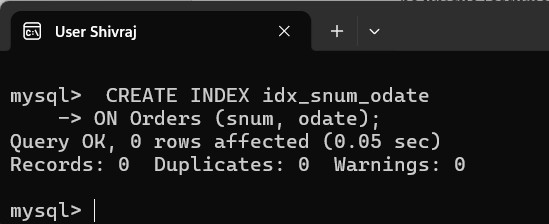 User Shivraj
mysql>  CREATE INDEX idx_snum_odate
    -> ON Orders (snum, odate);
Query OK, 0 rows affected (0.05 sec)
Records: 0  Duplicates: 0  Warnings: 0
mysql>